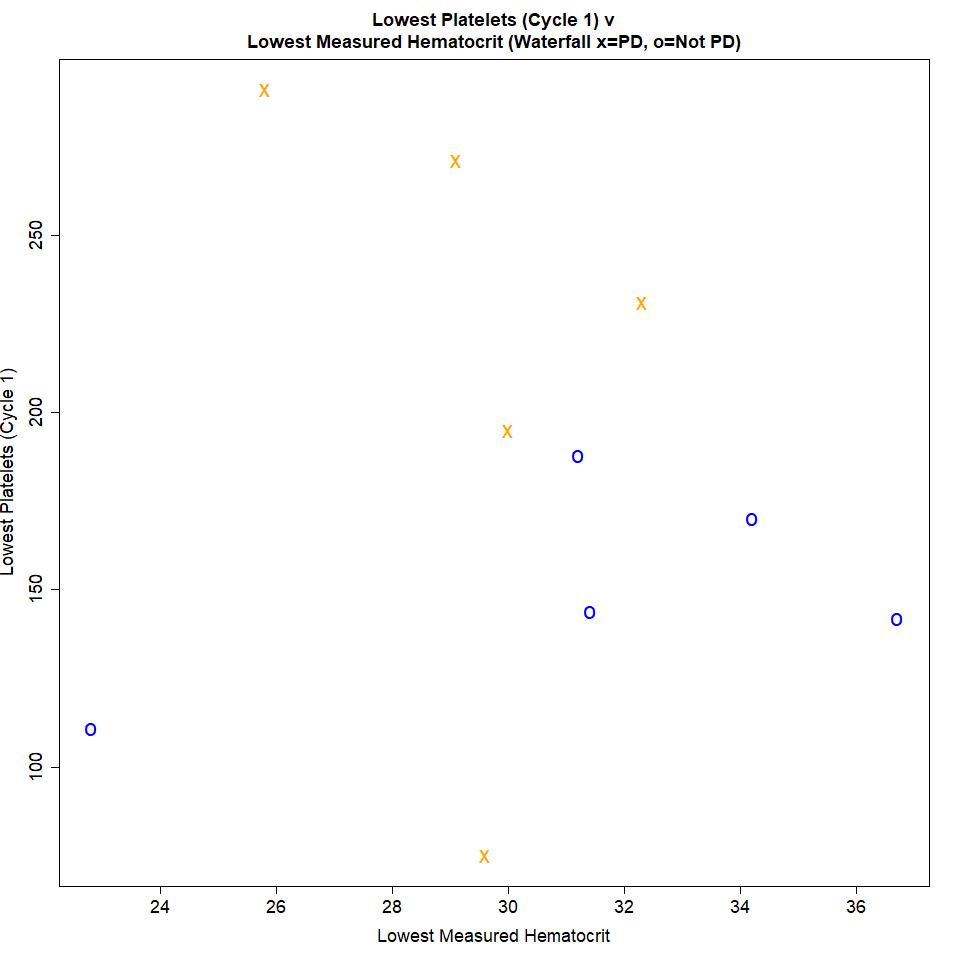 Lowest Platelets (Cycle 1) v
Lowest Measured Hematocrit (Waterfall x=PD, o=Not PD)
Lowest Platelets (Cycle 1)
250
200
150
100
X
X
X
X
O
O
O
O
O
X
24 26 28 30 32 34 36
Lowest Measured Hematocrit